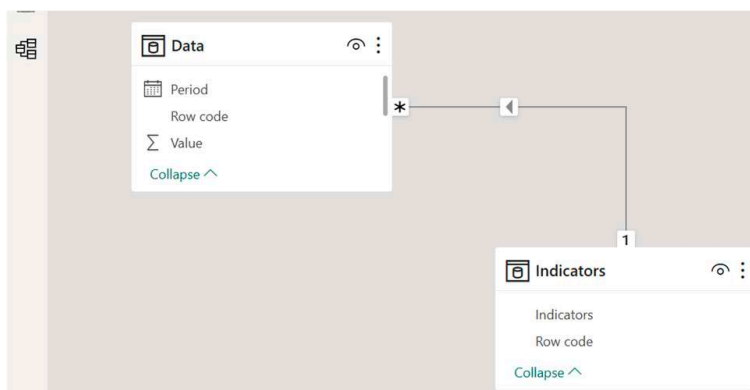 Data
Period
Row code
Value
Collapse
*
1
Indicators
Indicators
Row code
Collapse